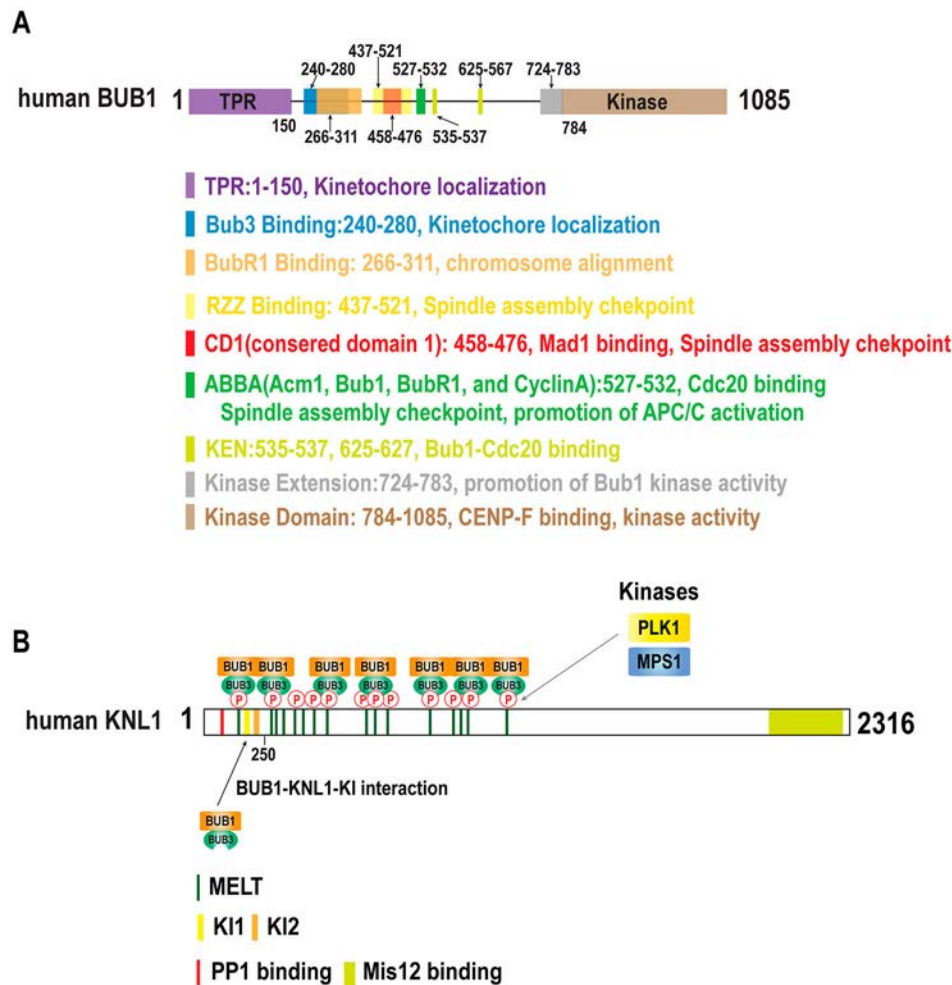 A
437-521
240-280
527-532
625-567
724-783
human BUB1
1
TPR
Kinase
1085
150
266-311
458-476
535-537
784
TPR:1-150, Kinetochore localization
Bub3 Binding:240-280, Kinetochore localization
BubR1 Binding: 266-311, chromosome alignment
RZZ Binding: 437-521, Spindle assembly chekpoint
CD1(consered domain 1): 458-476, Mad1 binding, Spindle assembly chekpoint
ABBA(Acm1, Bub1, BubR1, and CyclinA):527-532, Cdc20 binding
Spindle assembly checkpoint, promotion of APC/C activation
KEN:535-537, 625-627, Bub1-Cdc20 binding
Kinase Extension:724-783, promotion of Bub1 kinase activity
Kinase Domain: 784-1085, CENP-F binding, kinase activity
Kinases
PLK1
MPS1
B
BUB1 BUB1 BUB1 BUB1 BUB1 BUB1 BUB1
BUB3 BUB3 BUB3 BUB3 BUB3 BUB3 BUB3
P P P P P P P P P P P P
human KNL1
1
2316
250
BUB1-KNL1-KI interaction
BUB1
BUB3
MELT
KI1
KI2
PP1 binding
Mis12 binding